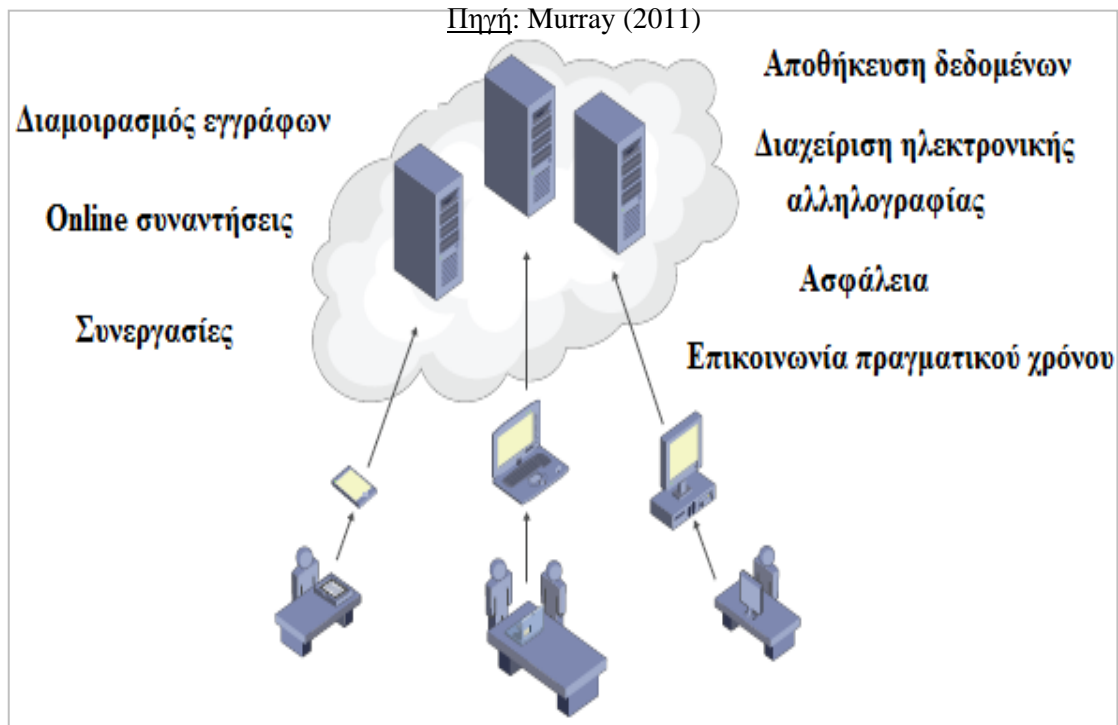 Πηγή: Murray (2011)
Διαμοιρασμός εγγράφων
Online συναντήσεις
Συνεργασίες
Αποθήκευση δεδομένων
Διαχείριση ηλεκτρονικής
αλληλογραφίας
Ασφάλεια
Επικοινωνία πραγματικού χρόνου